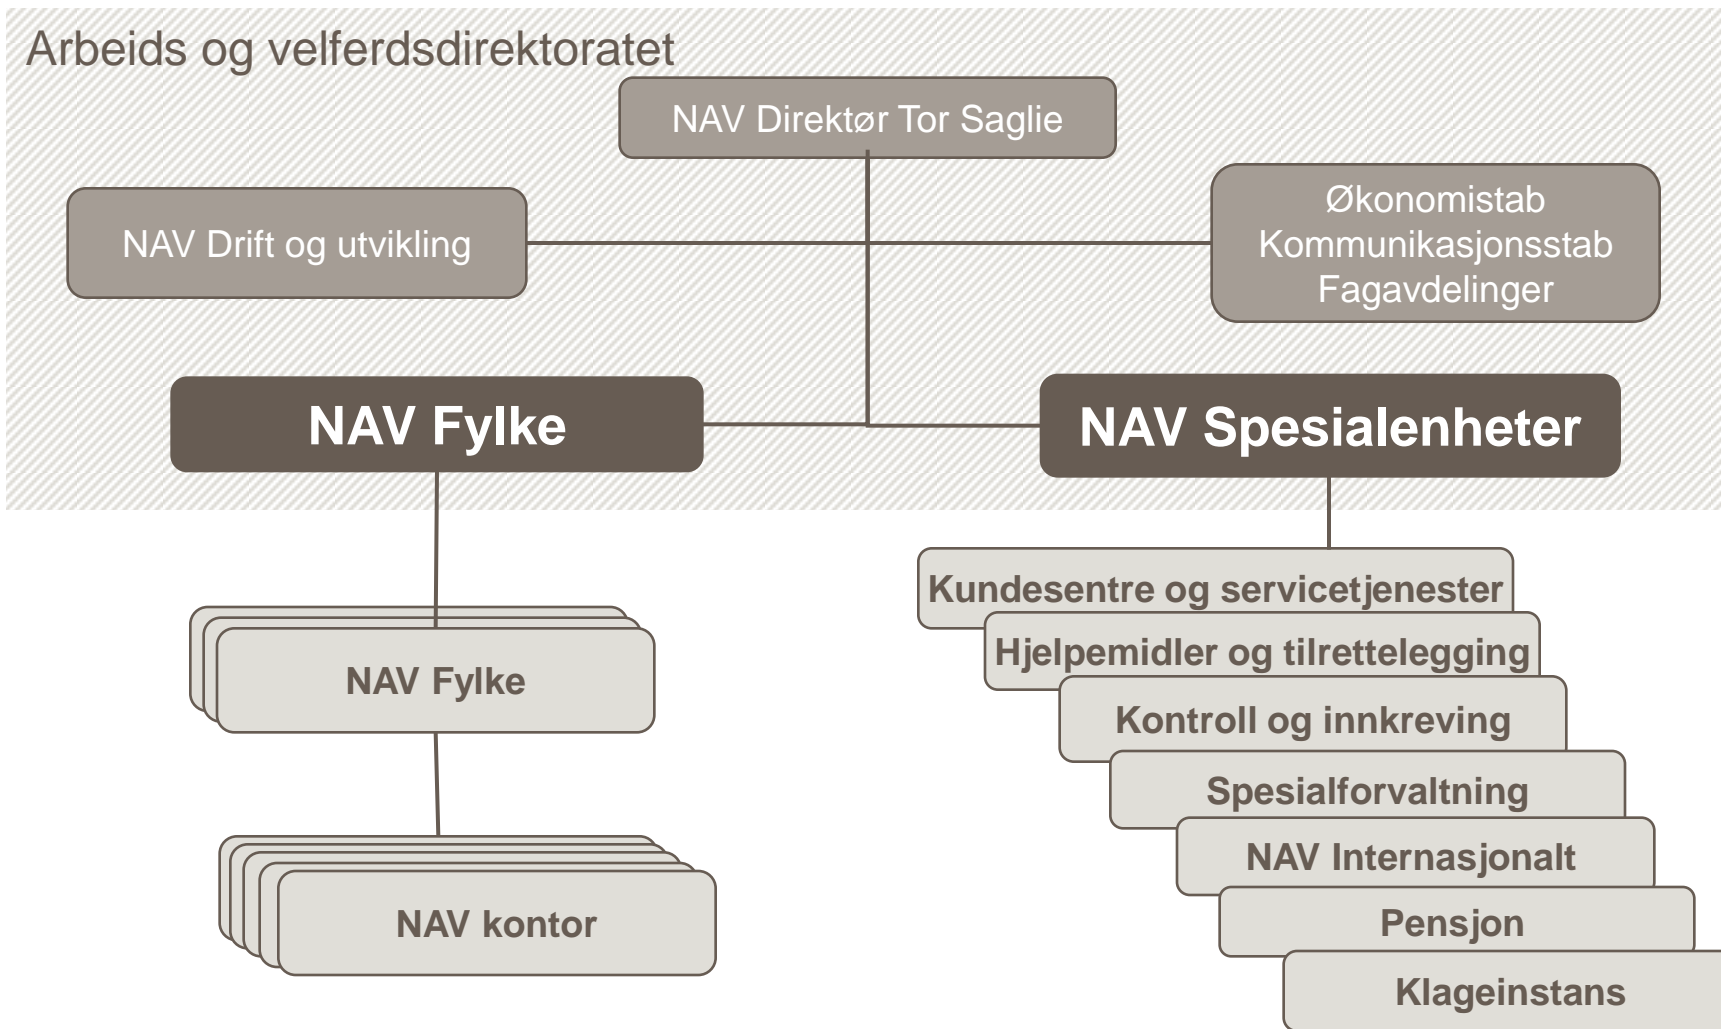 Arbeids og velferdsdirektoratet
NAV Direktør Tor Saglie
NAV Drift og utvikling
Økonomistab
Kommunikasjonsstab
Fagavdelinger
NAV Fylke
NAV Spesialenheter
NAV Fylke
NAV kontor
Kundesentre og servicetjenester
Hjelpemidler og tilrettelegging
Kontroll og innkreving
Spesialforvaltning
NAV Internasjonalt
Pensjon
Klageinstans